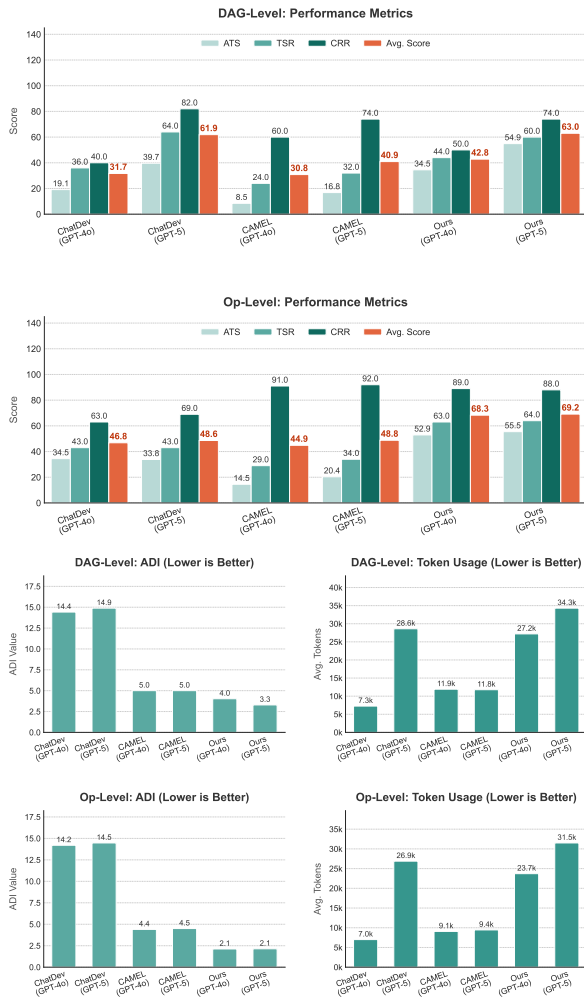 DAG-Level: Performance Metrics
ATS TSR CRR Avg. Score
Score
140
120
100
80
60
40
20
0
19.1 36.0 40.0 31.7
39.7 64.0 82.0 61.9
8.5 24.0 60.0 30.8
16.8 32.0 74.0 40.9
34.5 44.0 50.0 42.8
54.9 60.0 74.0 63.0
ChatDev (GPT-4o)
ChatDev (GPT-5)
CAMEL (GPT-4o)
CAMEL (GPT-5)
Ours (GPT-4o)
Ours (GPT-5)
Op-Level: Performance Metrics
ATS TSR CRR Avg. Score
Score
140
120
100
80
60
40
20
0
34.5 43.0 63.0 46.8
33.8 43.0 69.0 48.6
14.5 29.0 91.0 44.9
20.4 34.0 92.0 48.8
52.9 63.0 89.0 68.3
55.5 64.0 88.0 69.2
ChatDev (GPT-4o)
ChatDev (GPT-5)
CAMEL (GPT-4o)
CAMEL (GPT-5)
Ours (GPT-4o)
Ours (GPT-5)
DAG-Level: ADI (Lower is Better)
ADI Value
17.5
15.0
12.5
10.0
7.5
5.0
2.5
0.0
14.4 14.9 5.0 5.0 4.0 3.3
ChatDev (GPT-4o)
ChatDev (GPT-5)
CAMEL (GPT-4o)
CAMEL (GPT-5)
Ours (GPT-4o)
Ours (GPT-5)
DAG-Level: Token Usage (Lower is Better)
Avg. Tokens
40k
35k
30k
25k
20k
15k
10k
5k
0k
7.3k 28.6k 11.9k 11.8k 27.2k 34.3k
ChatDev (GPT-4o)
ChatDev (GPT-5)
CAMEL (GPT-4o)
CAMEL (GPT-5)
Ours (GPT-4o)
Ours (GPT-5)
Op-Level: ADI (Lower is Better)
ADI Value
17.5
15.0
12.5
10.0
7.5
5.0
2.5
0.0
14.2 14.5 4.4 4.5 2.1 2.1
ChatDev (GPT-4o)
ChatDev (GPT-5)
CAMEL (GPT-4o)
CAMEL (GPT-5)
Ours (GPT-4o)
Ours (GPT-5)
Op-Level: Token Usage (Lower is Better)
Avg. Tokens
35k
30k
25k
20k
15k
10k
5k
0k
7.0k 26.9k 9.1k 9.4k 23.7k 31.5k
ChatDev (GPT-4o)
ChatDev (GPT-5)
CAMEL (GPT-4o)
CAMEL (GPT-5)
Ours (GPT-4o)
Ours (GPT-5)